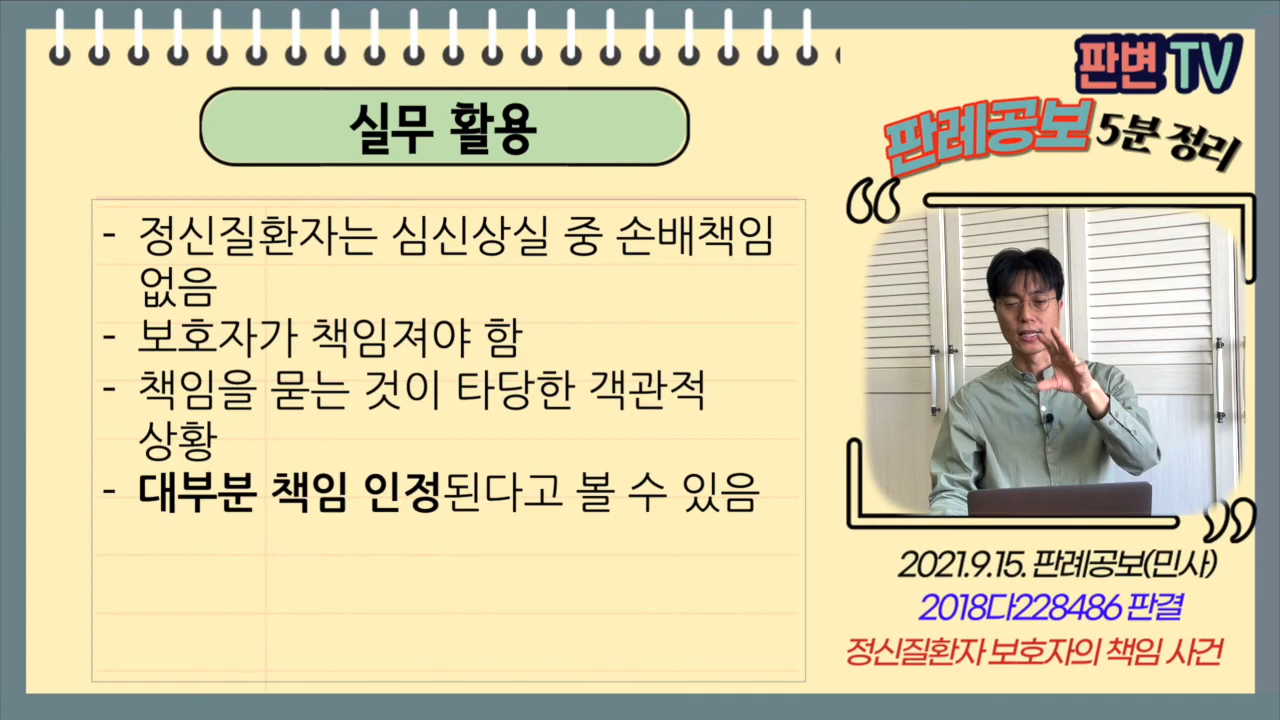 실무 활용
- 정신질환자는 심신상실 중 손배책임
없음
- 보호자가 책임져야 함
- 책임을 묻는 것이 타당한 객관적
상황
- 대부분 책임 인정된다고 볼 수 있음
판변TV
판례공보 5분 정리
2021.9.15. 판례공보(민사)
2018다228486 판결
정신질환자 보호자의 책임 사건